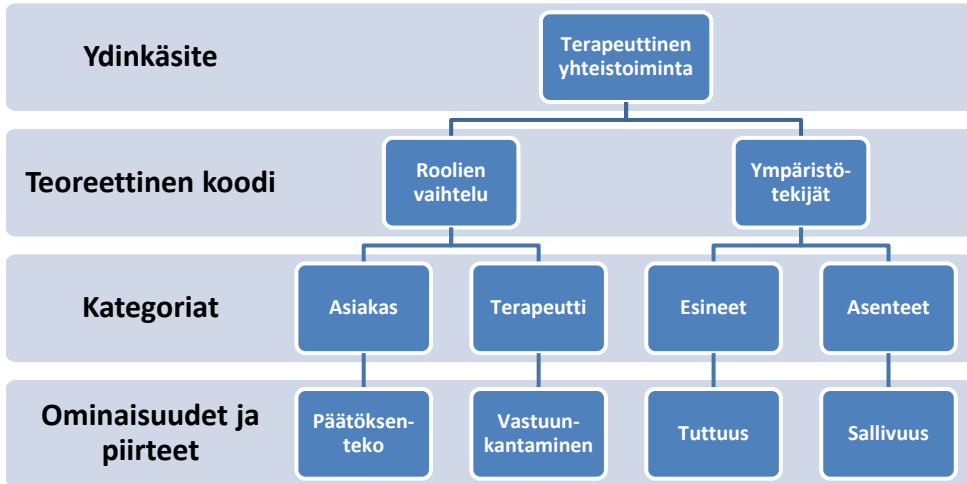 Ydinkäsite
Terapeuttinen
yhteistoiminta
Teoreettinen koodi
Roolien
vaihtelu
Ympäristö-
tekijät
Kategoriat
Asiakas
Terapeutti
Esineet
Asenteet
Ominaisuudet ja
piirteet
Päätöksen-
teko
Vastuun-
kantaminen
Tuttuus
Sallivuus